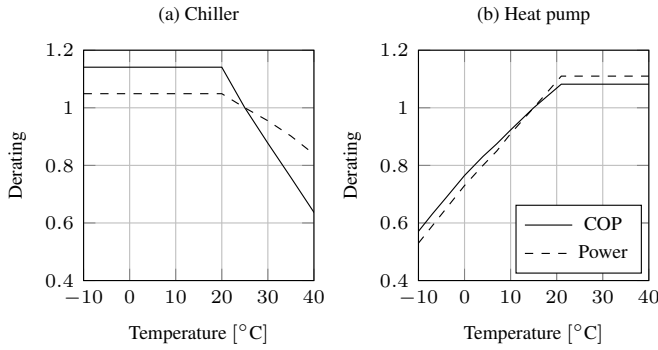 (a) Chiller
(b) Heat pump
1.2
1
0.8
0.6
0.4
Derating
−10 0 10 20 30 40
Temperature [°C]
1.2
1
0.8
0.6
0.4
Derating
COP
Power
−10 0 10 20 30 40
Temperature [°C]